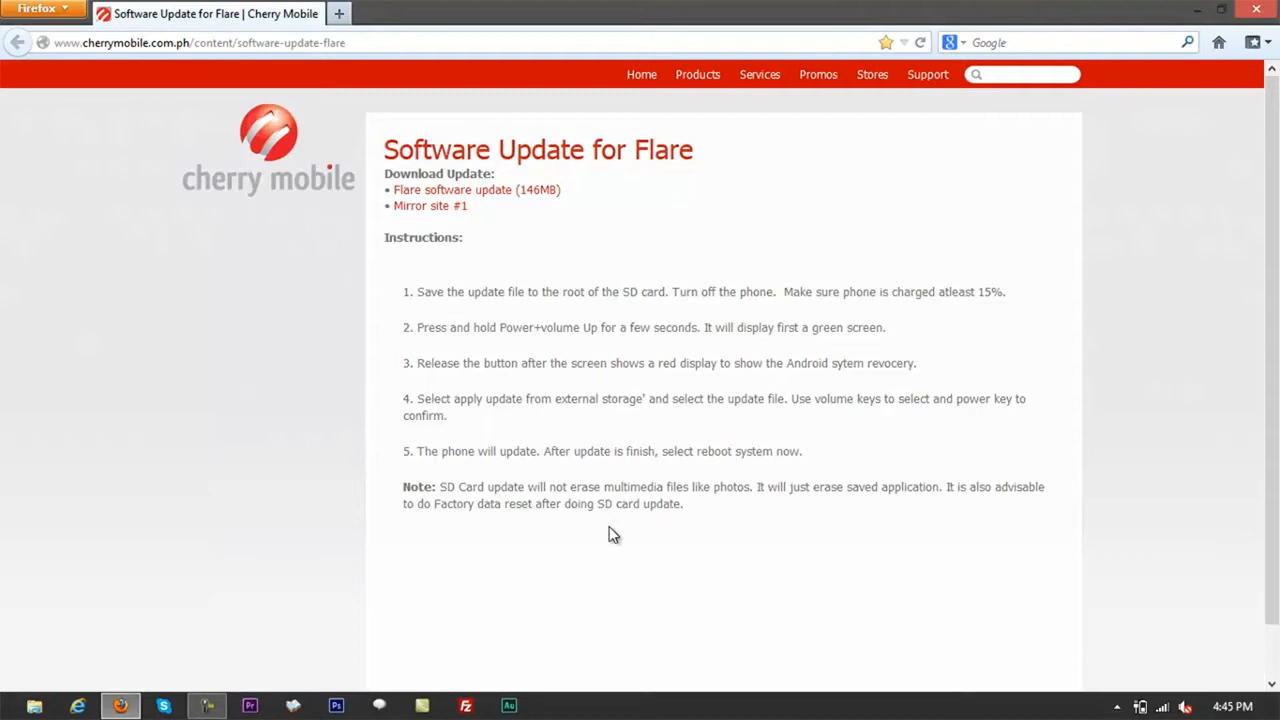 Firefox
Software Update for Flare | Cherry Mobile
www.cherrymobile.com.ph/content/software-update-flare
Google
Home Products Services Promos Stores Support
cherry mobile
Software Update for Flare
Download Update:
• Flare software update (146MB)
• Mirror site #1
Instructions:
1. Save the update file to the root of the SD card. Turn off the phone.  Make sure phone is charged atleast 15%.
2. Press and hold Power+volume Up for a few seconds. It will display first a green screen.
3. Release the button after the screen shows a red display to show the Android sytem revocery.
4. Select apply update from external storage' and select the update file. Use volume keys to select and power key to
confirm.
5. The phone will update. After update is finish, select reboot system now.
Note: SD Card update will not erase multimedia files like photos. It will just erase saved application. It is also advisable
to do Factory data reset after doing SD card update.
Pr Ps Fz Au
4:45 PM